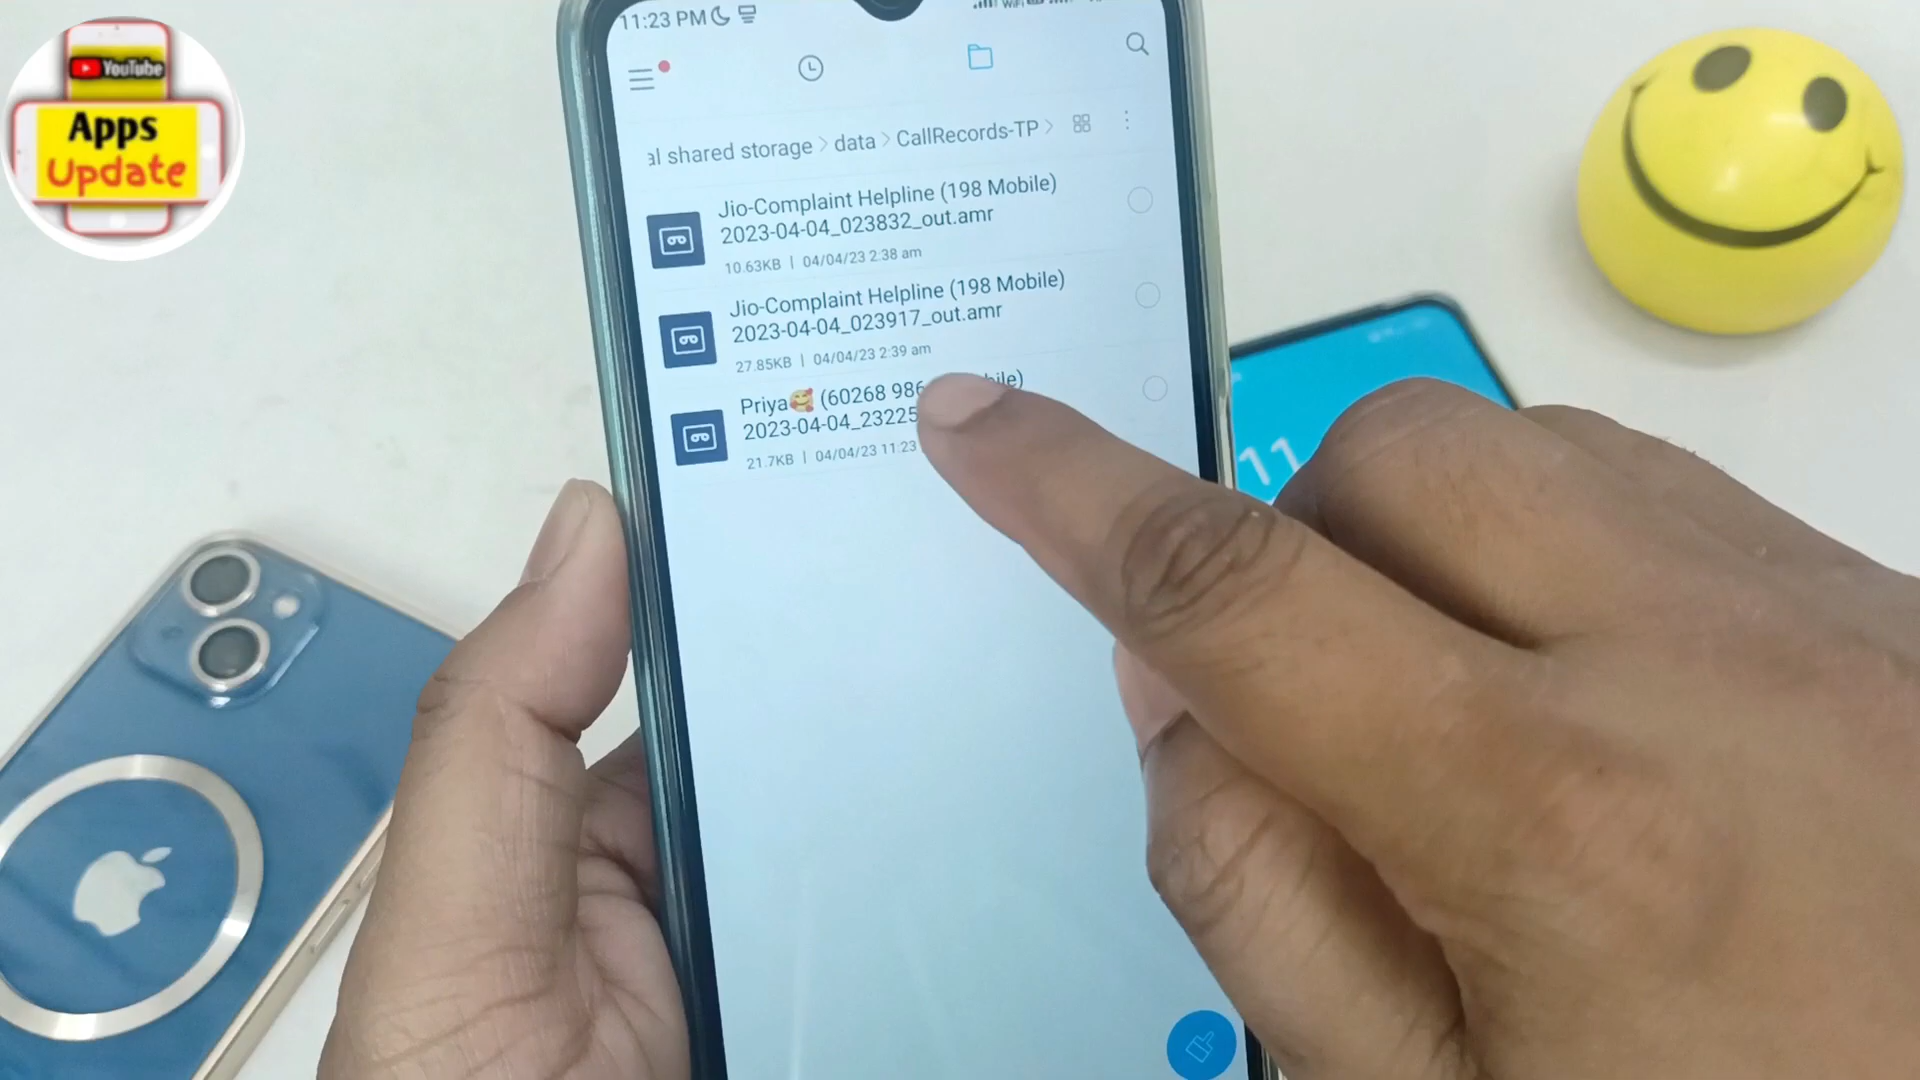 YouTube
Apps
Update
11:23 PM
WiFi
al shared storage > data > CallRecords-TP >
Jio-Complaint Helpline (198 Mobile)
2023-04-04_023832_out.amr
10.63KB | 04/04/23 2:38 am
Jio-Complaint Helpline (198 Mobile)
2023-04-04_023917_out.amr
27.85KB | 04/04/23 2:39 am
Priya🥰 (60268 986
2023-04-04_23225
21.7KB | 04/04/23 11:23
11